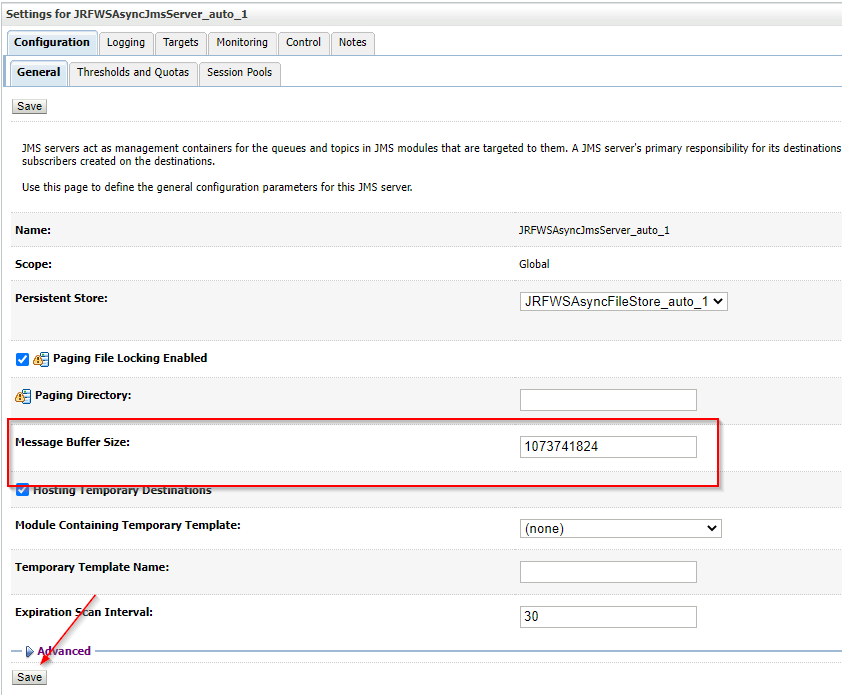 Settings for JRFWSAsyncJmsServer_auto_1
Configuration Logging Targets Monitoring Control Notes
General Thresholds and Quotas Session Pools
Save
JMS servers act as management containers for the queues and topics in JMS modules that are targeted to them. A JMS server's primary responsibility for its destinations
subscribers created on the destinations.
Use this page to define the general configuration parameters for this JMS server.
Name: JRFWSAsyncJmsServer_auto_1
Scope: Global
Persistent Store: JRFWSAsyncFileStore_auto_1
Paging File Locking Enabled
Paging Directory:
Message Buffer Size: 1073741824
Hosting Temporary Destinations
Module Containing Temporary Template: (none)
Temporary Template Name:
Expiration Scan Interval: 30
Advanced
Save